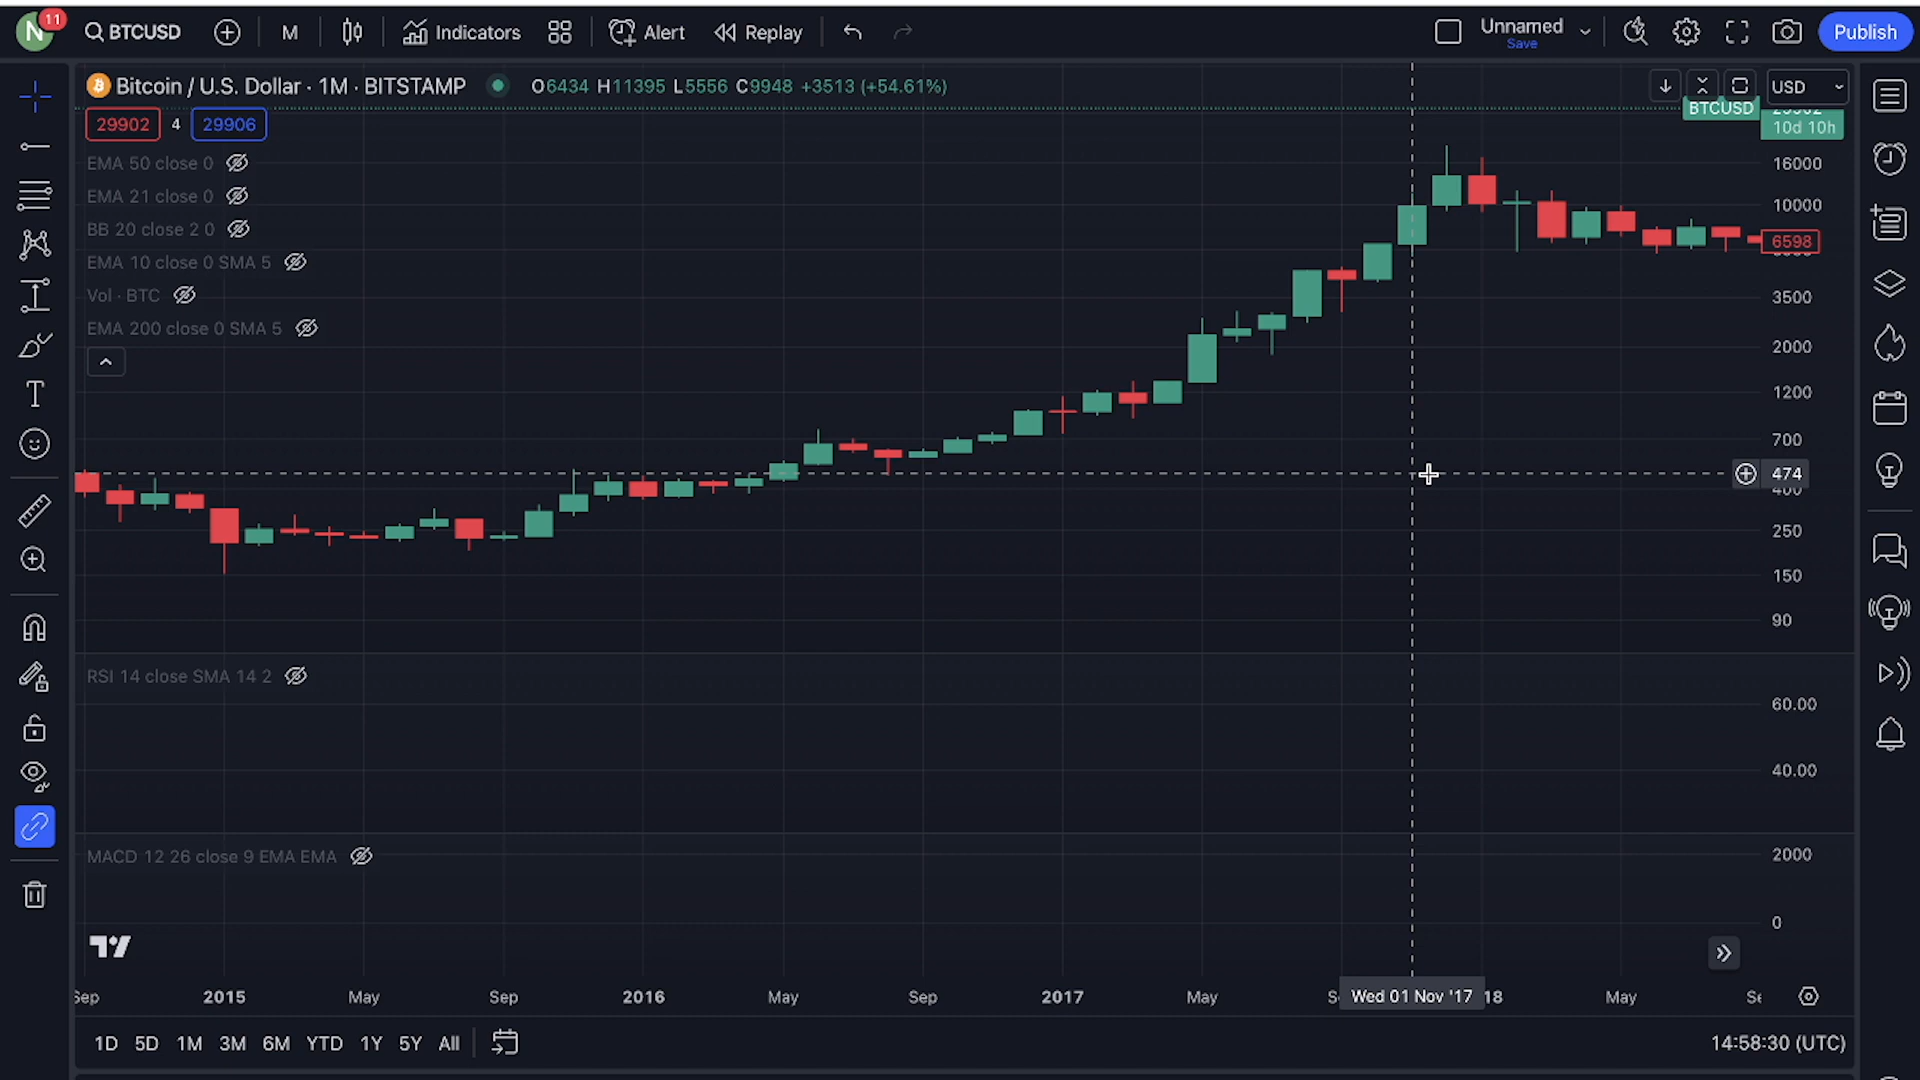 N 11 BTCUSD M Indicators Alert Replay Unnamed Save Publish
Bitcoin / U.S. Dollar · 1M · BITSTAMP O6434 H11395 L5556 C9948 +3513 (+54.61%) USD
BTCUSD
10d 10h
29902 4 29906
EMA 50 close 0
16000
EMA 21 close 0
10000
BB 20 close 2 0
6598
EMA 10 close 0 SMA 5
Vol · BTC
3500
EMA 200 close 0 SMA 5
2000
1200
700
474
400
250
150
90
RSI 14 close SMA 14 2
60.00
40.00
MACD 12 26 close 9 EMA EMA
2000
0
Sep 2015 May Sep 2016 May Sep 2017 May Wed 01 Nov '17 18 May
1D 5D 1M 3M 6M YTD 1Y 5Y All 14:58:30 (UTC)